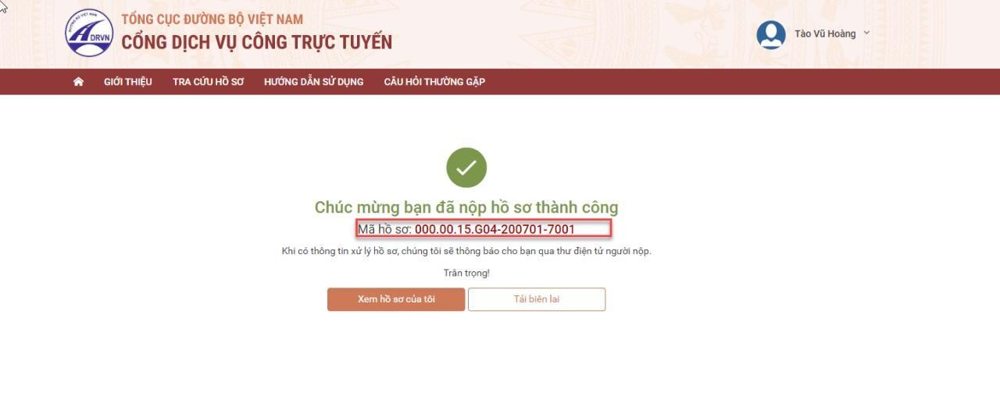 ĐƯỜNG BỘ VIỆT NAM
DRVN
TỔNG CỤC ĐƯỜNG BỘ VIỆT NAM
CỔNG DỊCH VỤ CÔNG TRỰC TUYẾN
Tào Vũ Hoàng
GIỚI THIỆU TRA CỨU HỒ SƠ HƯỚNG DẪN SỬ DỤNG CÂU HỎI THƯỜNG GẶP
Chúc mừng bạn đã nộp hồ sơ thành công
Mã hồ sơ: 000.00.15.G04-200701-7001
Khi có thông tin xử lý hồ sơ, chúng tôi sẽ thông báo cho bạn qua thư điện tử người nộp.
Trân trọng!
Xem hồ sơ của tôi Tải biên lai